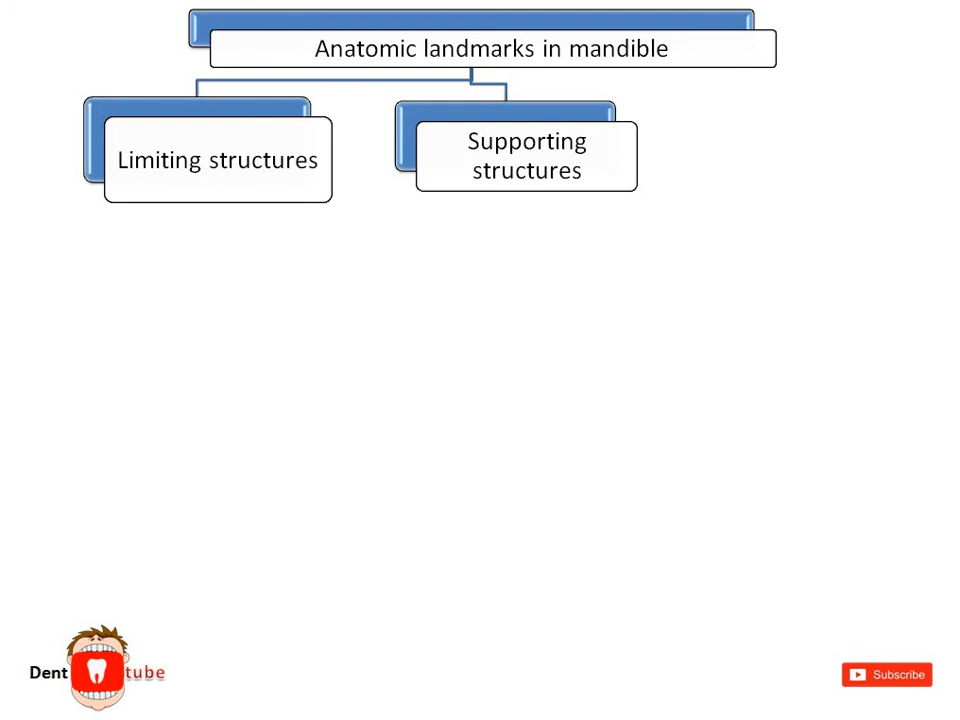 Anatomic landmarks in mandible
Limiting structures
Supporting
structures
Dent tube
Subscribe